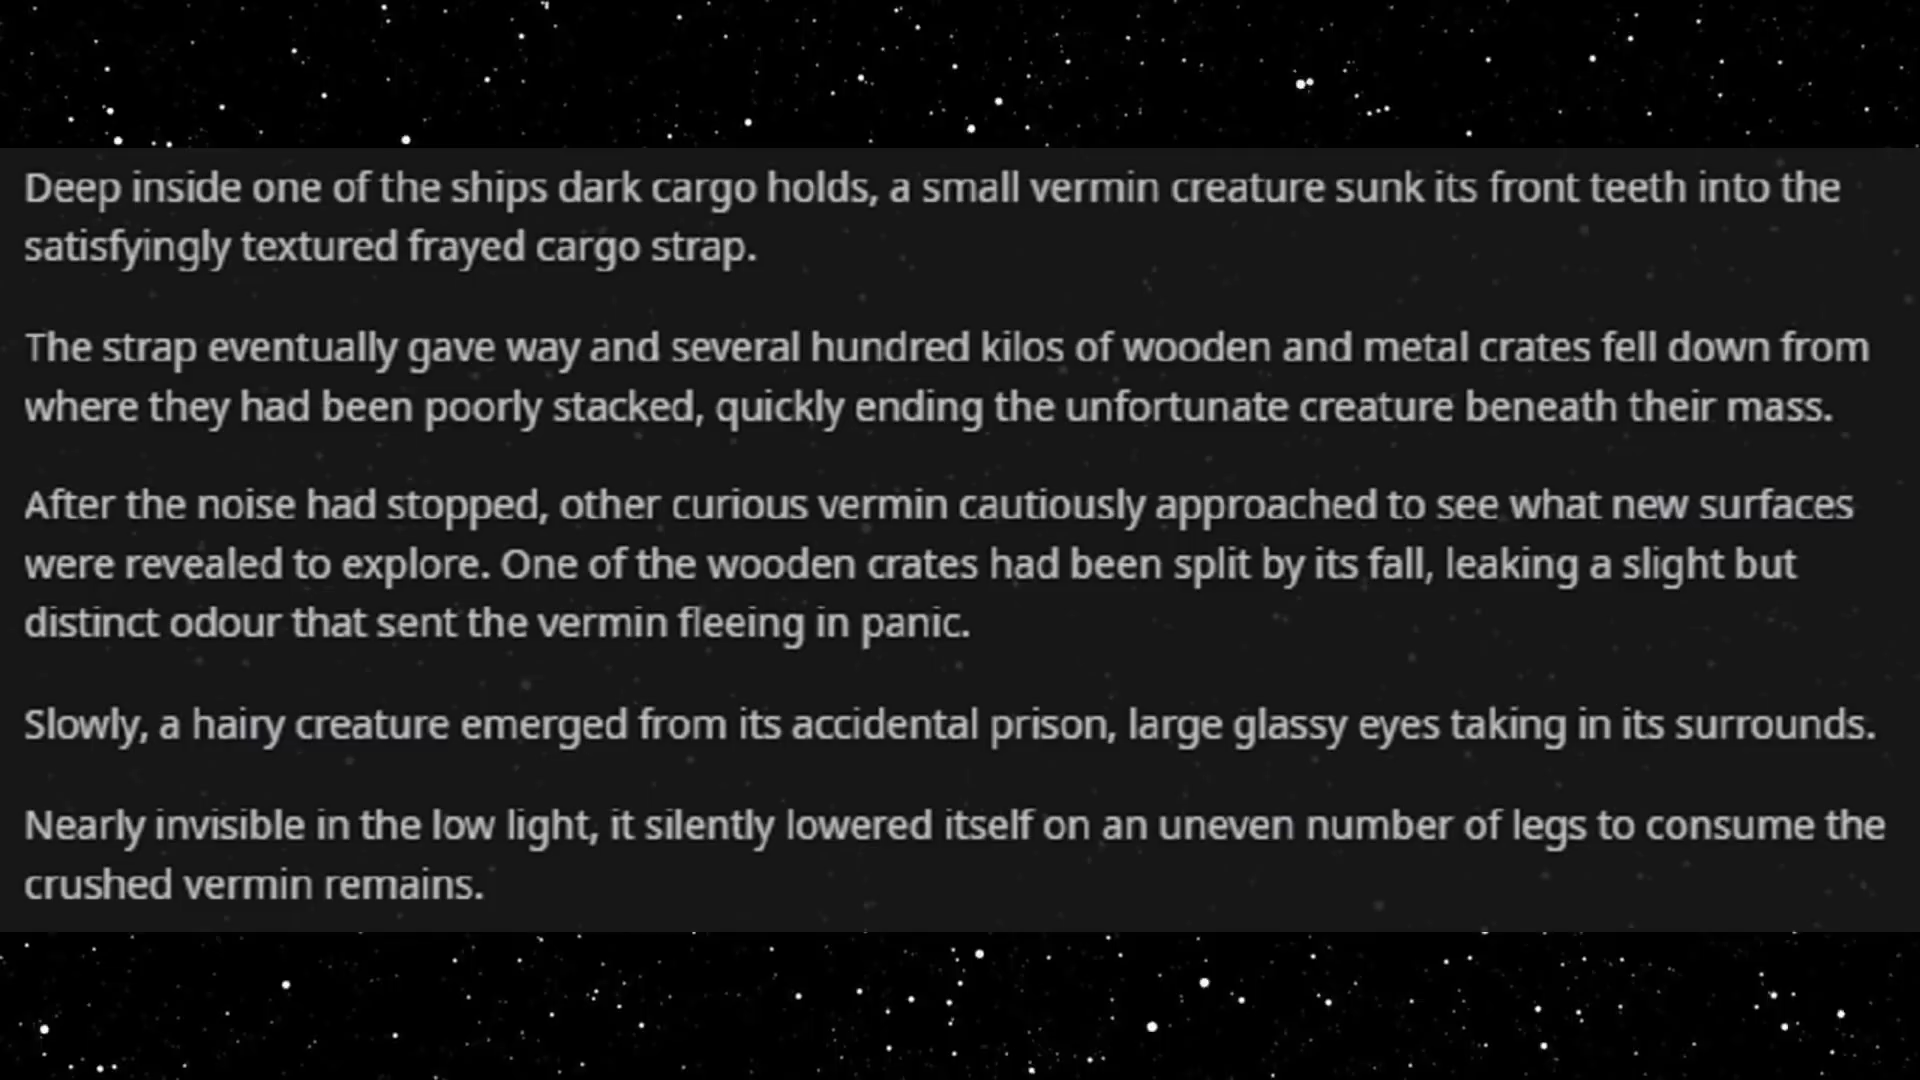 Deep inside one of the ships dark cargo holds, a small vermin creature sunk its front teeth into the
satisfyingly textured frayed cargo strap.
The strap eventually gave way and several hundred kilos of wooden and metal crates fell down from
where they had been poorly stacked, quickly ending the unfortunate creature beneath their mass.
After the noise had stopped, other curious vermin cautiously approached to see what new surfaces
were revealed to explore. One of the wooden crates had been split by its fall, leaking a slight but
distinct odour that sent the vermin fleeing in panic.
Slowly, a hairy creature emerged from its accidental prison, large glassy eyes taking in its surrounds.
Nearly invisible in the low light, it silently lowered itself on an uneven number of legs to consume the
crushed vermin remains.